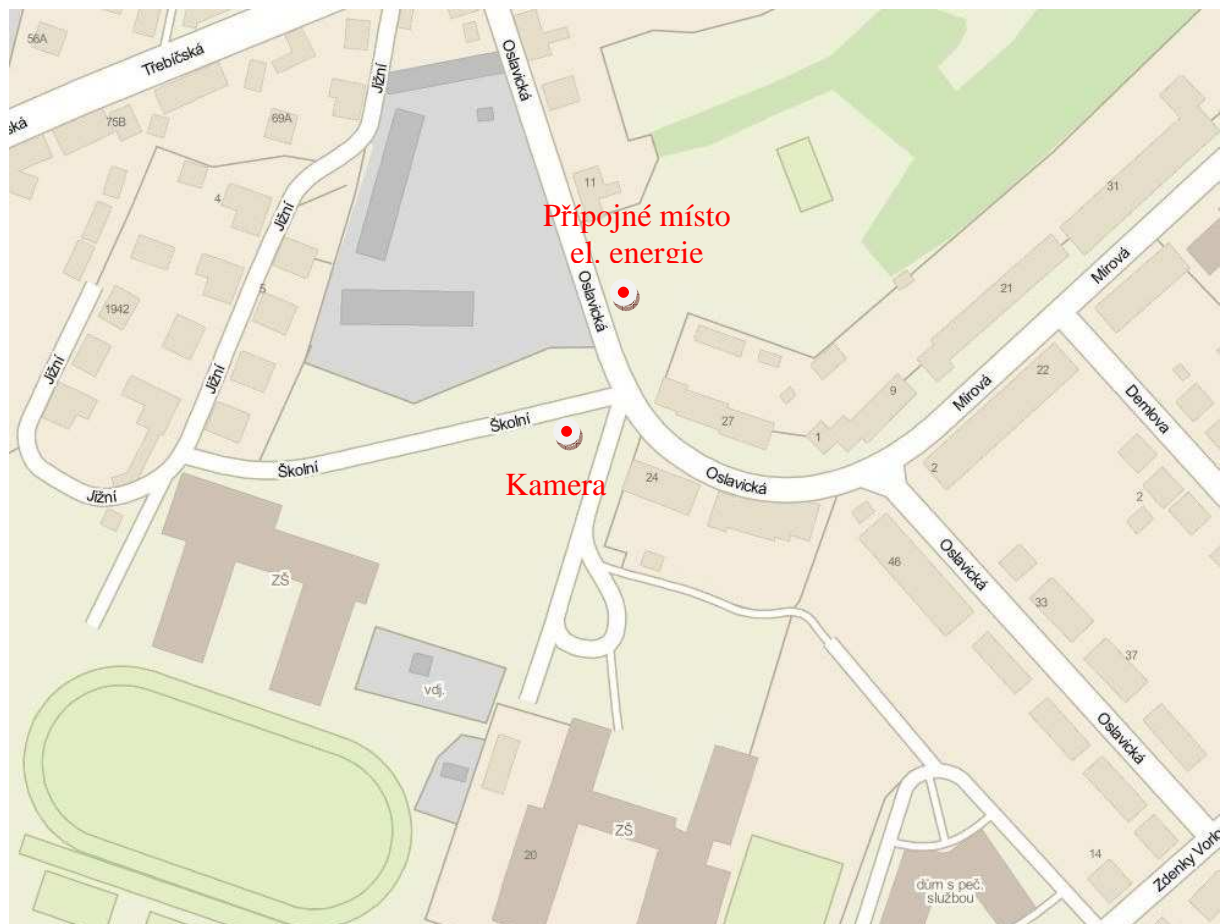 56A
Třebíčská
Jižní
Oslavická
ská
75B
69A
11
31
4
Jižní
Přípojné místo
el. energie
Mírová
Oslavická
5
21
1942
Jižní
Jižní
Mírová
22
9
Demlova
Školní
27
1
Kamera
Školní
24
Oslavická
2
Jižní
2
46
Oslavická
ZŠ
33
37
vdj.
Oslavická
ZŠ
20
14
Zdenky Vorlo
dům s peč.
službou